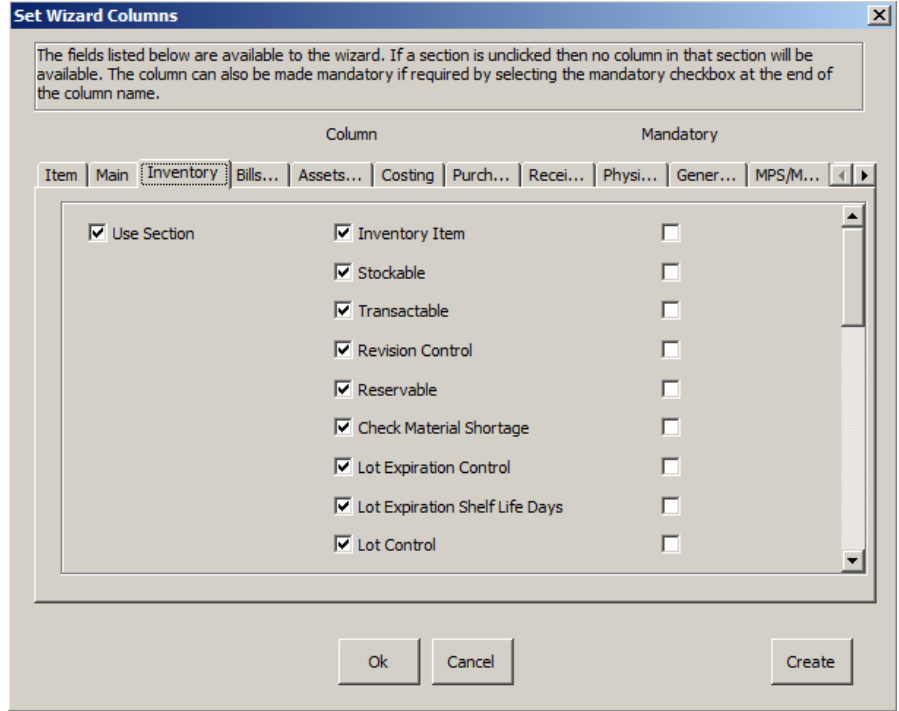 Set Wizard Columns
The fields listed below are available to the wizard. If a section is unclicked then no column in that section will be
available. The column can also be made mandatory if required by selecting the mandatory checkbox at the end of
the column name.
Column Mandatory
Item Main Inventory Bills... Assets... Costing Purch... Recei... Physi... Gener... MPS/M...
Use Section Inventory Item
Stockable
Transactable
Revision Control
Reservable
Check Material Shortage
Lot Expiration Control
Lot Expiration Shelf Life Days
Lot Control
Ok Cancel Create